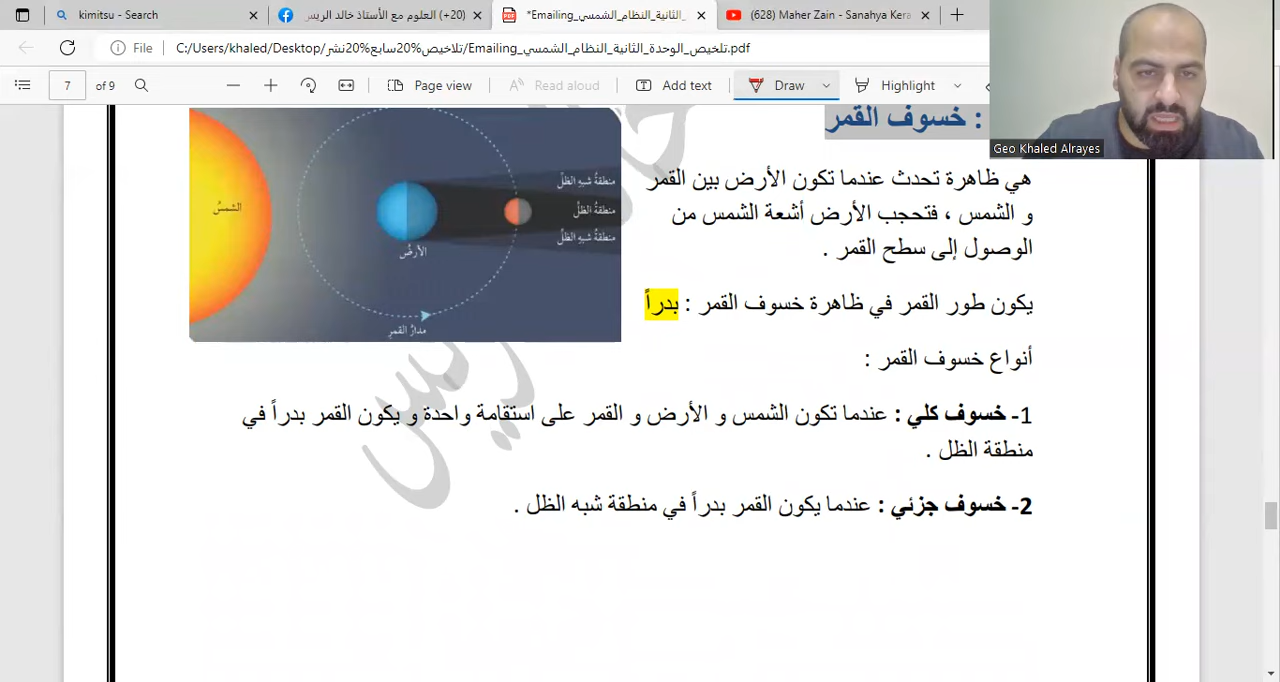 kimitsu - Search
العلوم مع الأستاذ خالد الريس (20+)
*Emailing_الثانية_النظام_الشمسي_
(628) Maher Zain - Sanahya Kera
File
C:/Users/khaled/Desktop/تلاخيص%20سابع%20نشر/Emailing_تلخيص_الوحدة_الثانية_النظام_الشمسي.pdf
7 of 9
Page view
Read aloud
Add text
Draw
Highlight
Geo Khaled Alrayes
: خسوف القمر
هي ظاهرة تحدث عندما تكون الأرض بين القمر
و الشمس ، فتحجب الأرض أشعة الشمس من
الوصول إلى سطح القمر .
يكون طور القمر في ظاهرة خسوف القمر : بدراً
أنواع خسوف القمر :
1- خسوف كلي : عندما تكون الشمس و الأرض و القمر على استقامة واحدة و يكون القمر بدراً في
منطقة الظل .
2- خسوف جزئي : عندما يكون القمر بدراً في منطقة شبه الظل .
منطقةُ شبهِ الظلِّ
منطقةُ الظلِّ
منطقةُ شبهِ الظلِّ
الشمسُ
الأرضُ
مدارُ القمرِ